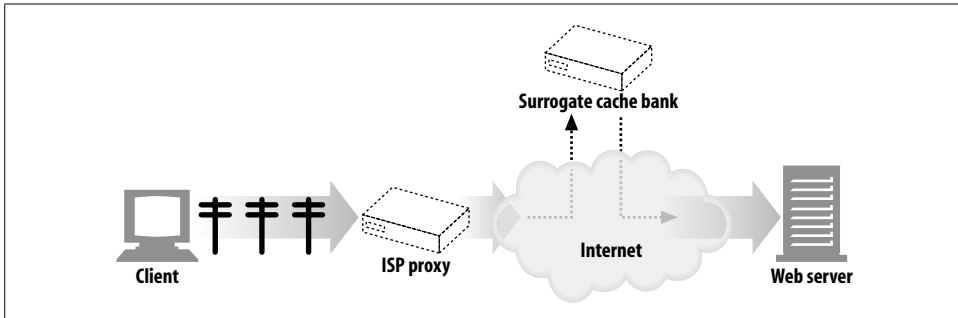 Surrogate cache bank
Client
ISP proxy
Internet
Web server